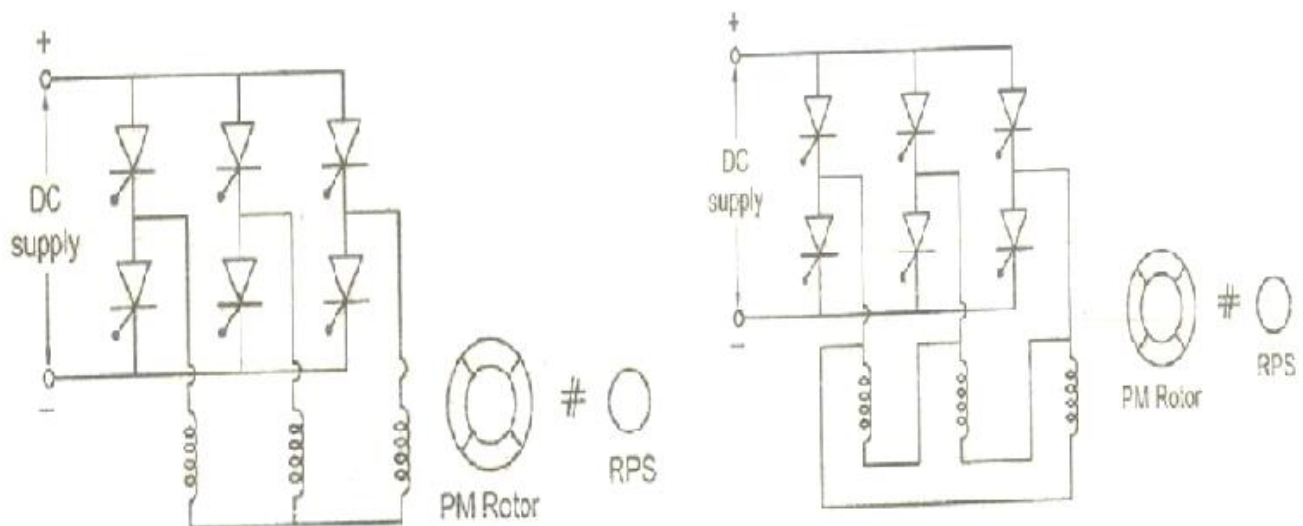 +
DC
supply
−
#
PM Rotor
RPS
+
DC
supply
−
#
PM Rotor
RPS